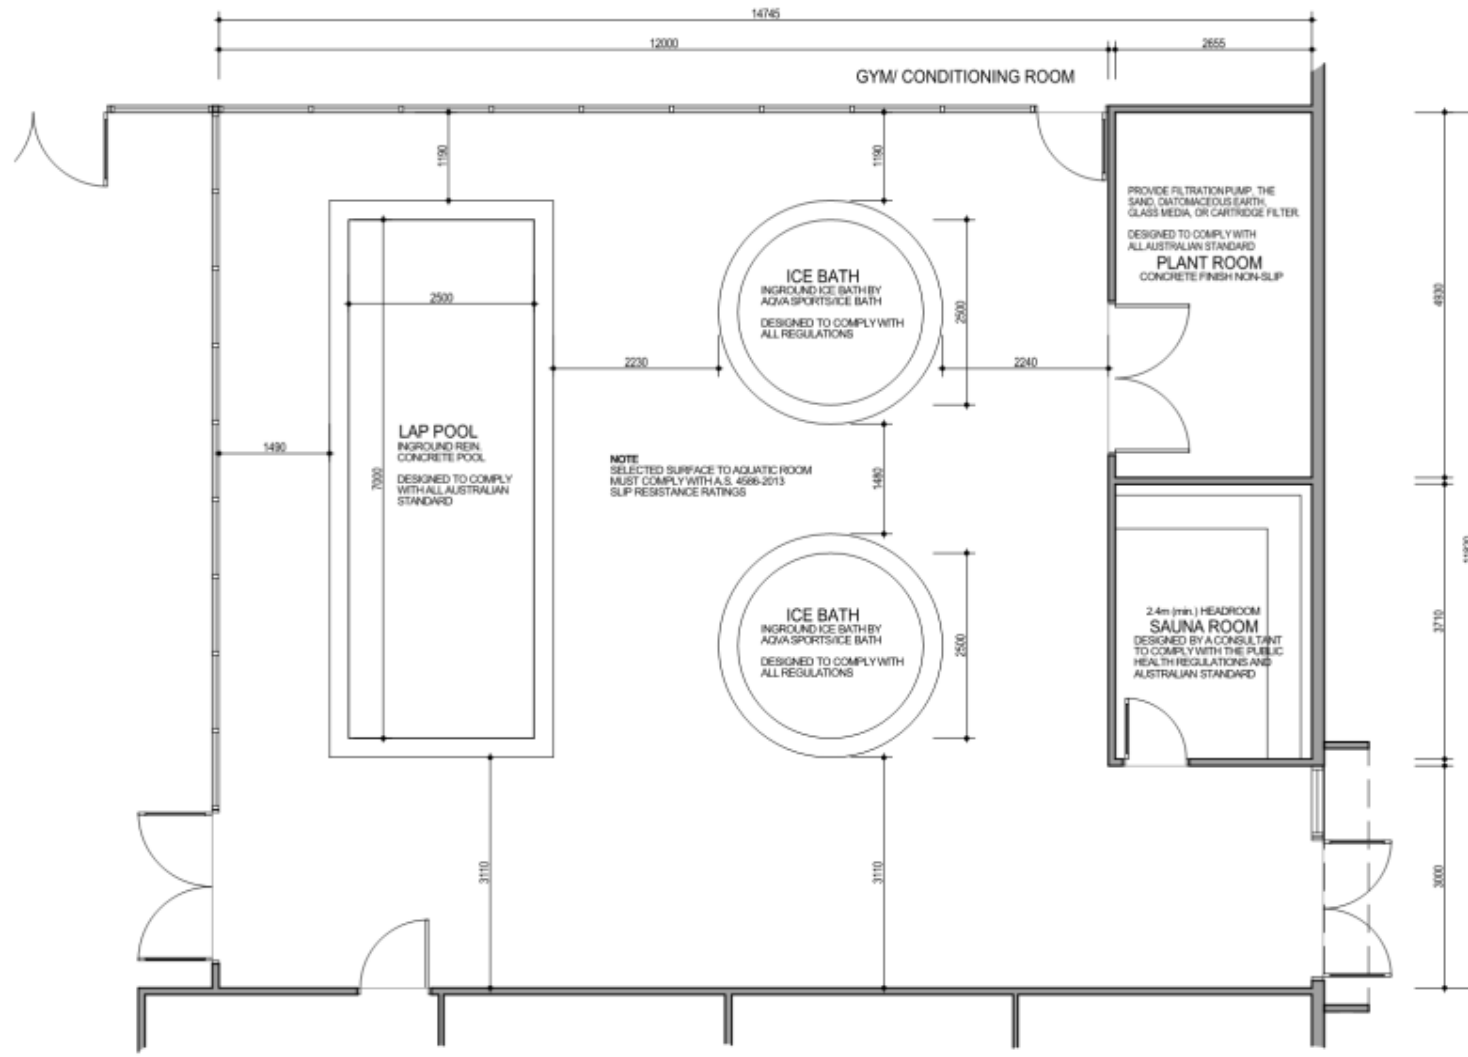 14745
12000
2655
GYM/ CONDITIONING ROOM
1190
1190
PROVIDE FILTRATION PUMP, THE
SAND, DIATOMACEOUS EARTH,
GLASS MEDIA, OR CARTRIDGE FILTER.
DESIGNED TO COMPLY WITH
ALL AUSTRALIAN STANDARD
PLANT ROOM
CONCRETE FINISH NON-SLIP
ICE BATH
INGROUND ICE BATH BY
AQVA SPORTS/ICE BATH
DESIGNED TO COMPLY WITH
ALL REGULATIONS
2500
2500
4930
2230
2240
LAP POOL
INGROUND REIN.
CONCRETE POOL
DESIGNED TO COMPLY
WITH ALL AUSTRALIAN
STANDARD
1490
7000
NOTE
SELECTED SURFACE TO AQUATIC ROOM
MUST COMPLY WITH A.S. 4586-2013
SLIP RESISTANCE RATINGS
1480
ICE BATH
INGROUND ICE BATH BY
AQVA SPORTS/ICE BATH
DESIGNED TO COMPLY WITH
ALL REGULATIONS
2500
2.4m (min.) HEADROOM
SAUNA ROOM
DESIGNED BY A CONSULTANT
TO COMPLY WITH THE PUBLIC
HEALTH REGULATIONS AND
AUSTRALIAN STANDARD
3710
3110
3110
3000